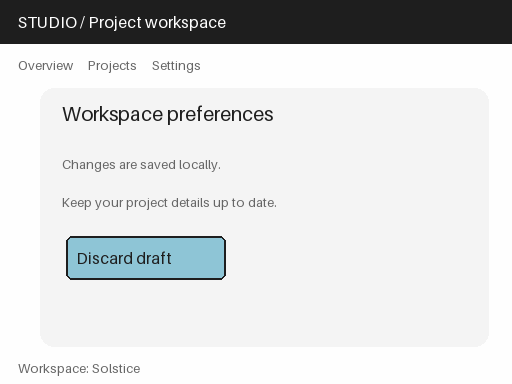 STUDIO / Project workspace
Overview Projects Settings
Workspace preferences
Changes are saved locally.
Keep your project details up to date.
Discard draft
Workspace: Solstice